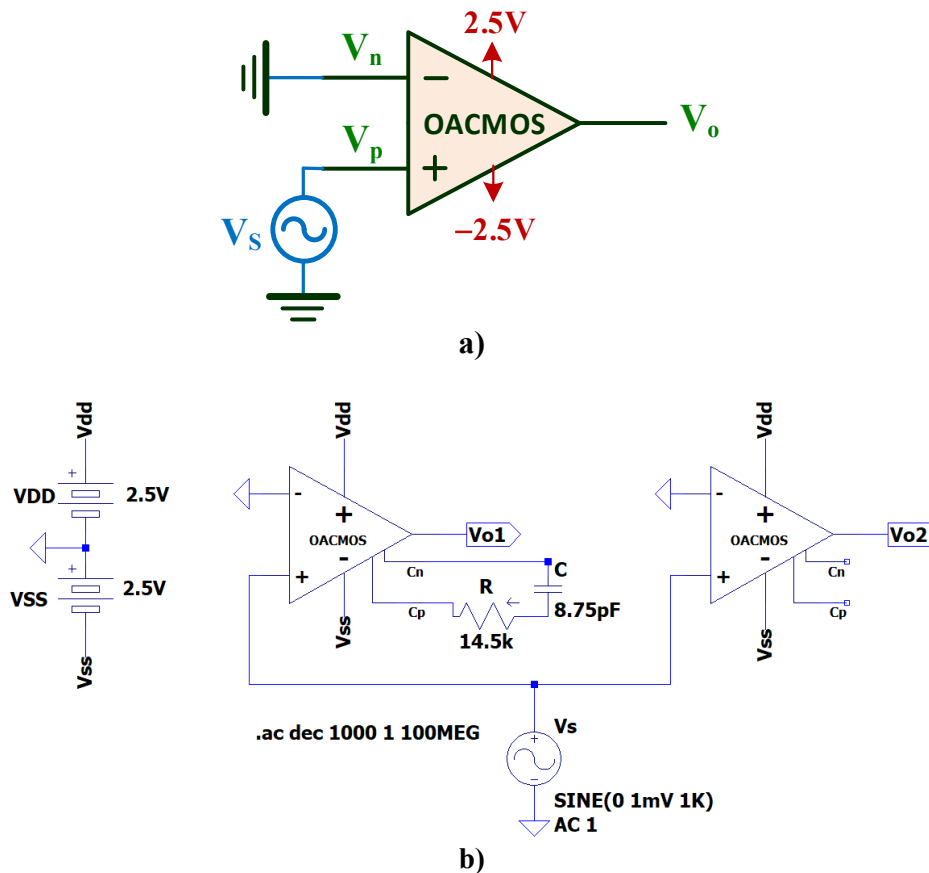 2.5V
Vn
−
OACMOS
Vo
Vp
+
−2.5V
VS
a)
Vdd
Vdd
Vdd
+
VDD
2.5V
-
+
OACMOS
-
+
Vo1
-
+
OACMOS
-
+
Vo2
+
VSS
2.5V
Cn
C
Cn
R
Cp
8.75pF
Cp
14.5k
Vss
Vss
Vss
.ac dec 1000 1 100MEG
Vs
+
-
SINE(0 1mV 1K)
AC 1
b)